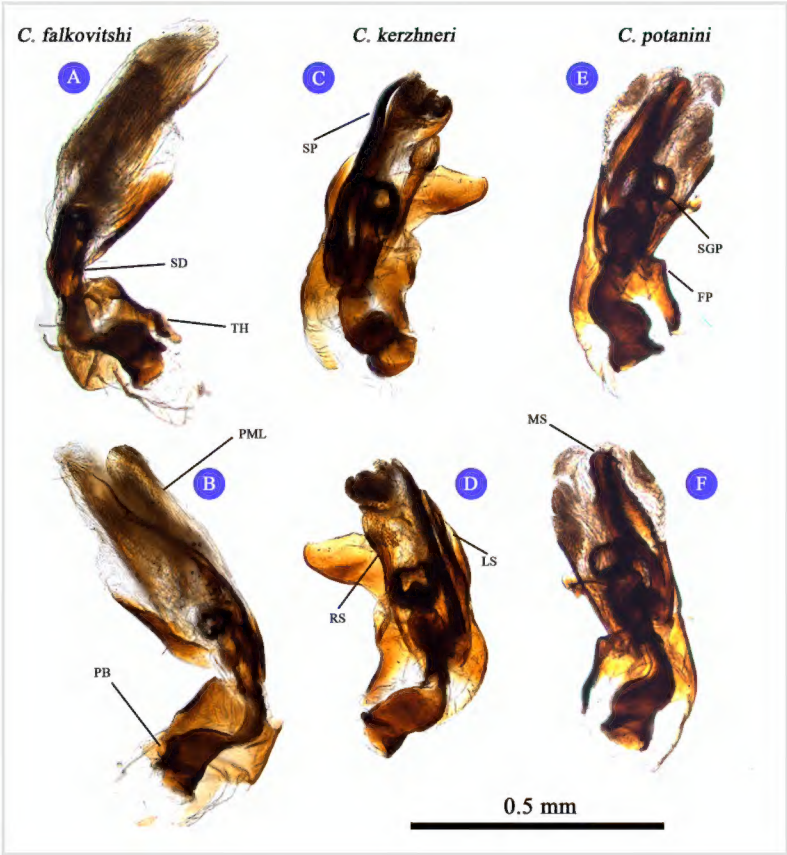 C. falkovitshi C. kerzhneri C. potanini
A C E
SP
SGP
SD
FP
TH
MS
PML
B D F
LS
RS
PB
0.5 mm